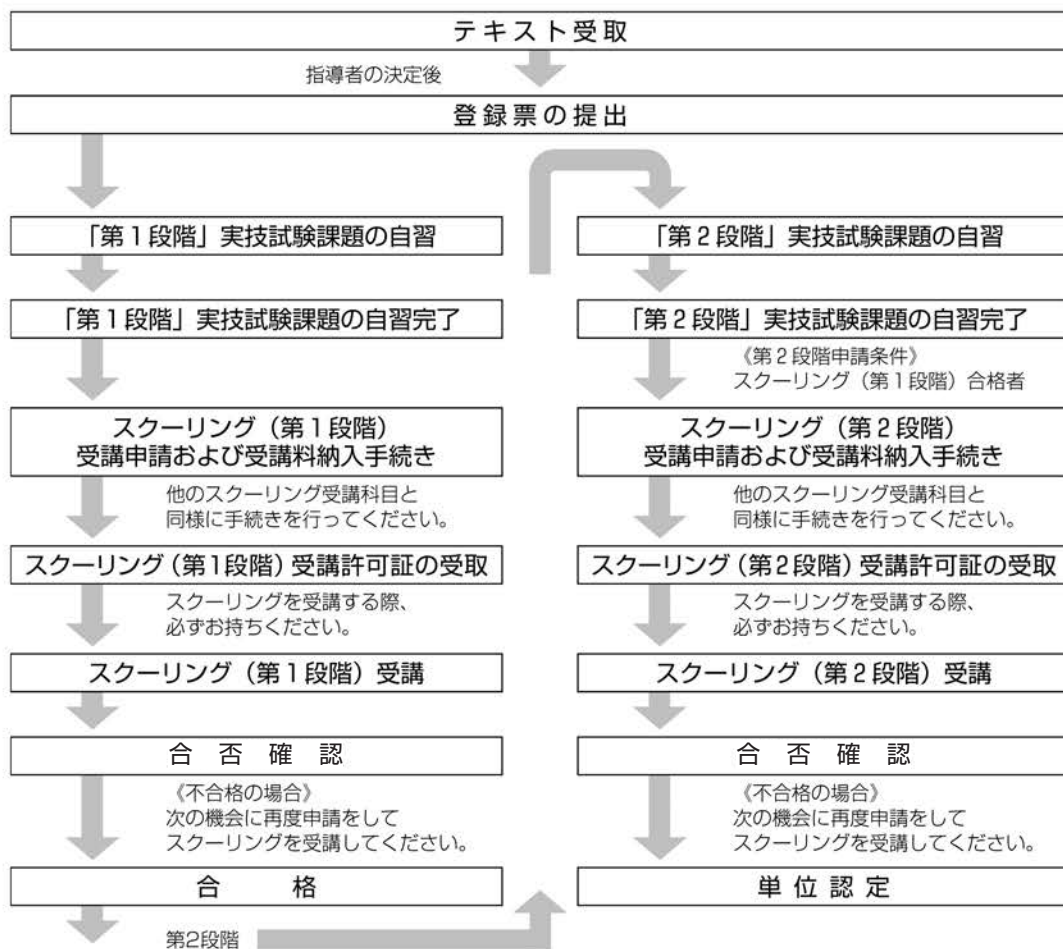 テキスト受取
指導者の決定後
登録票の提出
「第1段階」実技試験課題の自習
「第1段階」実技試験課題の自習完了
スクーリング（第1段階）
受講申請および受講料納入手続き
他のスクーリング受講科目と
同様に手続きを行ってください。
スクーリング（第1段階）受講許可証の受取
スクーリングを受講する際、
必ずお持ちください。
スクーリング（第1段階）受講
合否確認
《不合格の場合》
次の機会に再度申請をして
スクーリングを受講してください。
合格
第2段階
「第2段階」実技試験課題の自習
「第2段階」実技試験課題の自習完了
《第2段階申請条件》
スクーリング（第1段階）合格者
スクーリング（第2段階）
受講申請および受講料納入手続き
他のスクーリング受講科目と
同様に手続きを行ってください。
スクーリング（第2段階）受講許可証の受取
スクーリングを受講する際、
必ずお持ちください。
スクーリング（第2段階）受講
合否確認
《不合格の場合》
次の機会に再度申請をして
スクーリングを受講してください。
単位認定